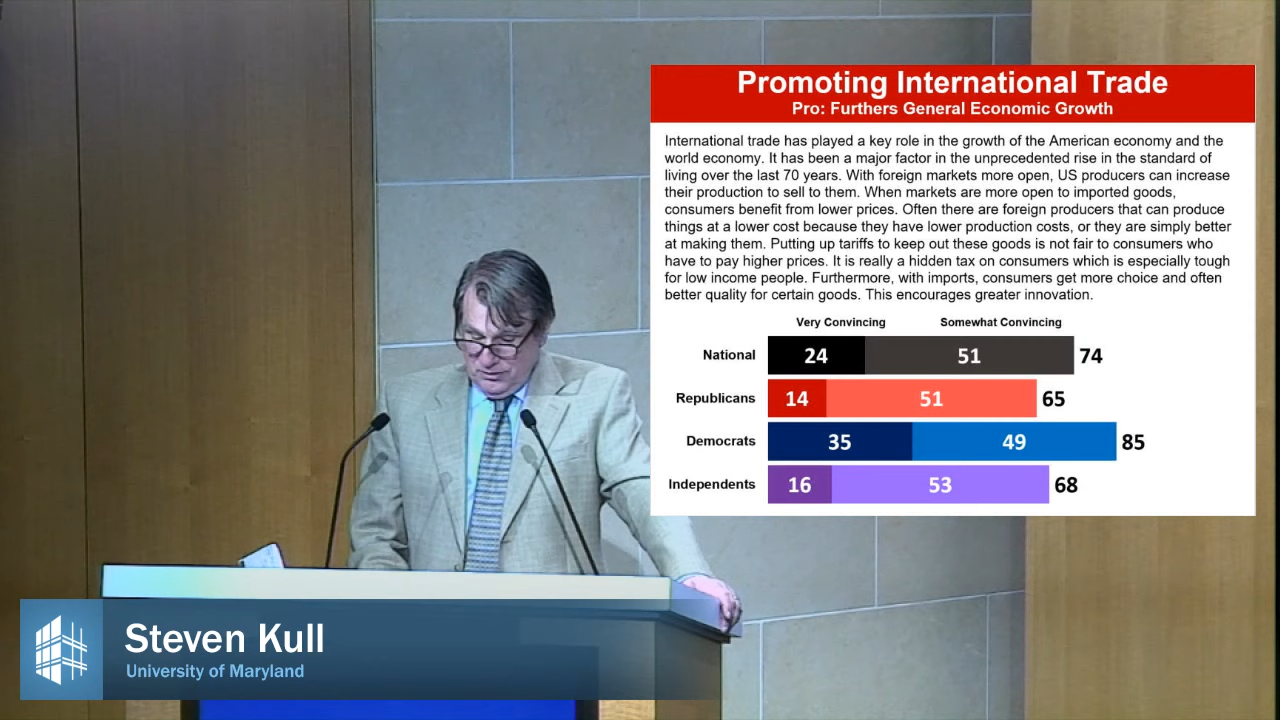 Promoting International Trade
Pro: Furthers General Economic Growth
International trade has played a key role in the growth of the American economy and the
world economy. It has been a major factor in the unprecedented rise in the standard of
living over the last 70 years. With foreign markets more open, US producers can increase
their production to sell to them. When markets are more open to imported goods,
consumers benefit from lower prices. Often there are foreign producers that can produce
things at a lower cost because they have lower production costs, or they are simply better
at making them. Putting up tariffs to keep out these goods is not fair to consumers who
have to pay higher prices. It is really a hidden tax on consumers which is especially tough
for low income people. Furthermore, with imports, consumers get more choice and often
better quality for certain goods. This encourages greater innovation.
Very Convincing Somewhat Convincing
National 24 51 74
Republicans 14 51 65
Democrats 35 49 85
Independents 16 53 68
Steven Kull
University of Maryland